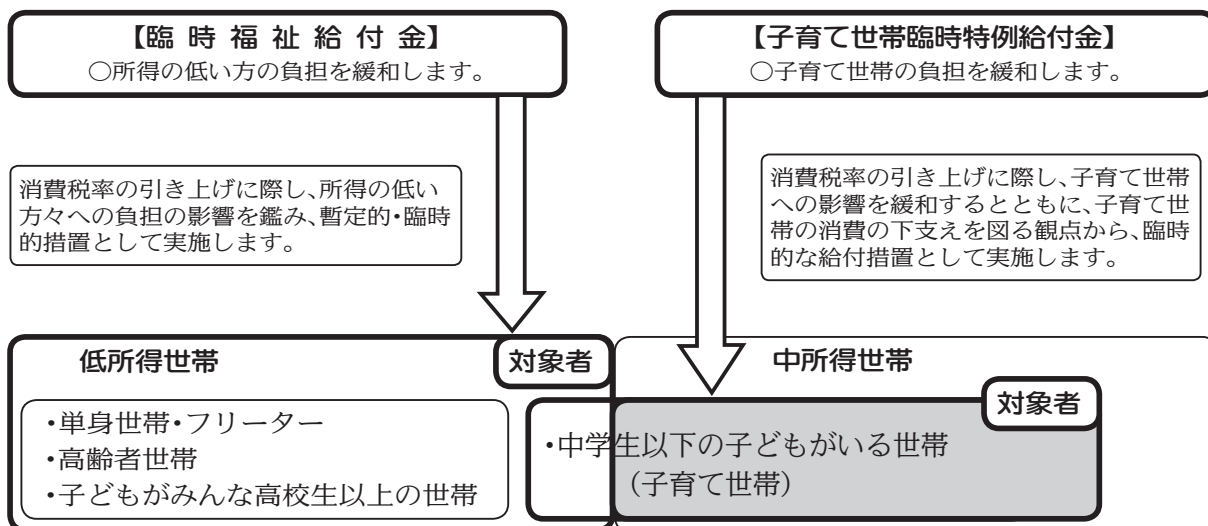 【臨時福祉給付金】
○所得の低い方の負担を緩和します。
【子育て世帯臨時特例給付金】
○子育て世帯の負担を緩和します。
消費税率の引き上げに際し、所得の低い
方々への負担の影響を鑑み、暫定的・臨時
的措置として実施します。
消費税率の引き上げに際し、子育て世帯
への影響を緩和するとともに、子育て世
帯の消費の下支えを図る観点から、臨時
的な給付措置として実施します。
低所得世帯
対象者
・単身世帯・フリーター
・高齢者世帯
・子どもがみんな高校生以上の世帯
中所得世帯
対象者
・中学生以下の子どもがいる世帯
（子育て世帯）